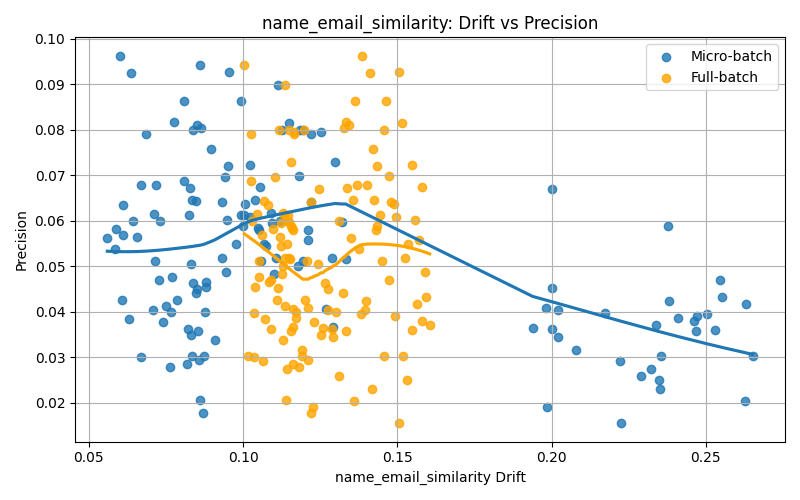 name_email_similarity: Drift vs Precision
Micro-batch
Full-batch
Precision
0.10
0.09
0.08
0.07
0.06
0.05
0.04
0.03
0.02
0.05
0.10
0.15
0.20
0.25
name_email_similarity Drift